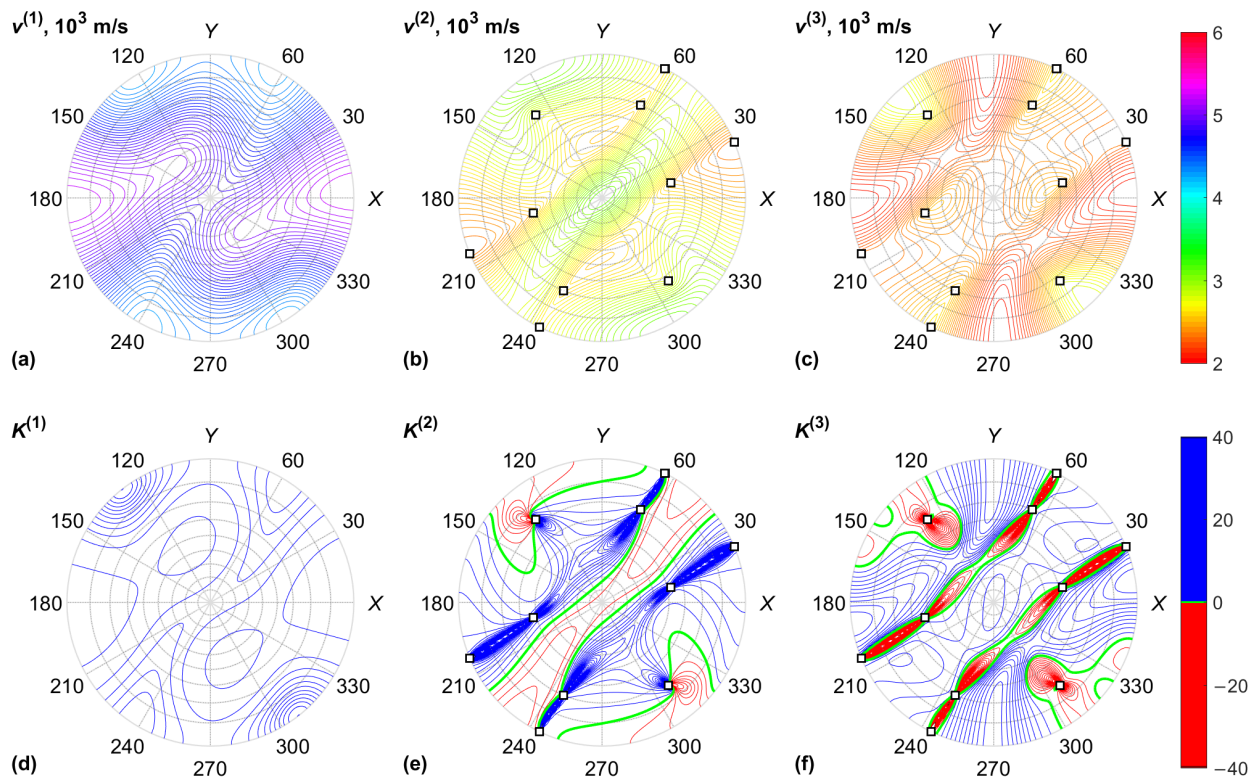 v(1), 10³ m/s
Y
120
60
150
30
180
X
210
330
240
300
270
(a)
v(2), 10³ m/s
Y
120
60
150
30
180
X
210
330
240
300
270
(b)
v(3), 10³ m/s
Y
120
60
150
30
180
X
210
330
240
300
270
(c)
6
5
4
3
2
K(1)
Y
120
60
150
30
180
X
210
330
240
300
270
(d)
K(2)
Y
120
60
150
30
180
X
210
330
240
300
270
(e)
K(3)
Y
120
60
150
30
180
X
210
330
240
300
270
(f)
40
20
0
−20
−40